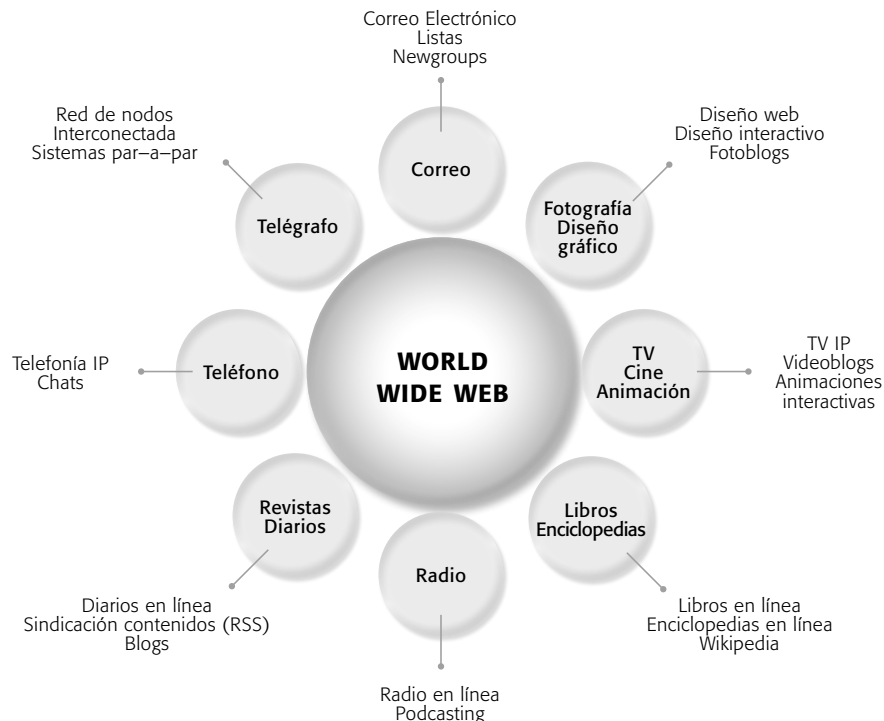 Correo Electrónico
Listas
Newgroups
Red de nodos
Interconectada
Sistemas par–a–par
Diseño web
Diseño interactivo
Fotoblogs
Correo
Telégrafo
Fotografía
Diseño
gráfico
Telefonía IP
Chats
Teléfono
WORLD
WIDE WEB
TV
Cine
Animación
TV IP
Videoblogs
Animaciones
interactivas
Revistas
Diarios
Libros
Enciclopedias
Radio
Diarios en línea
Sindicación contenidos (RSS)
Blogs
Libros en línea
Enciclopedias en línea
Wikipedia
Radio en línea
Podcasting